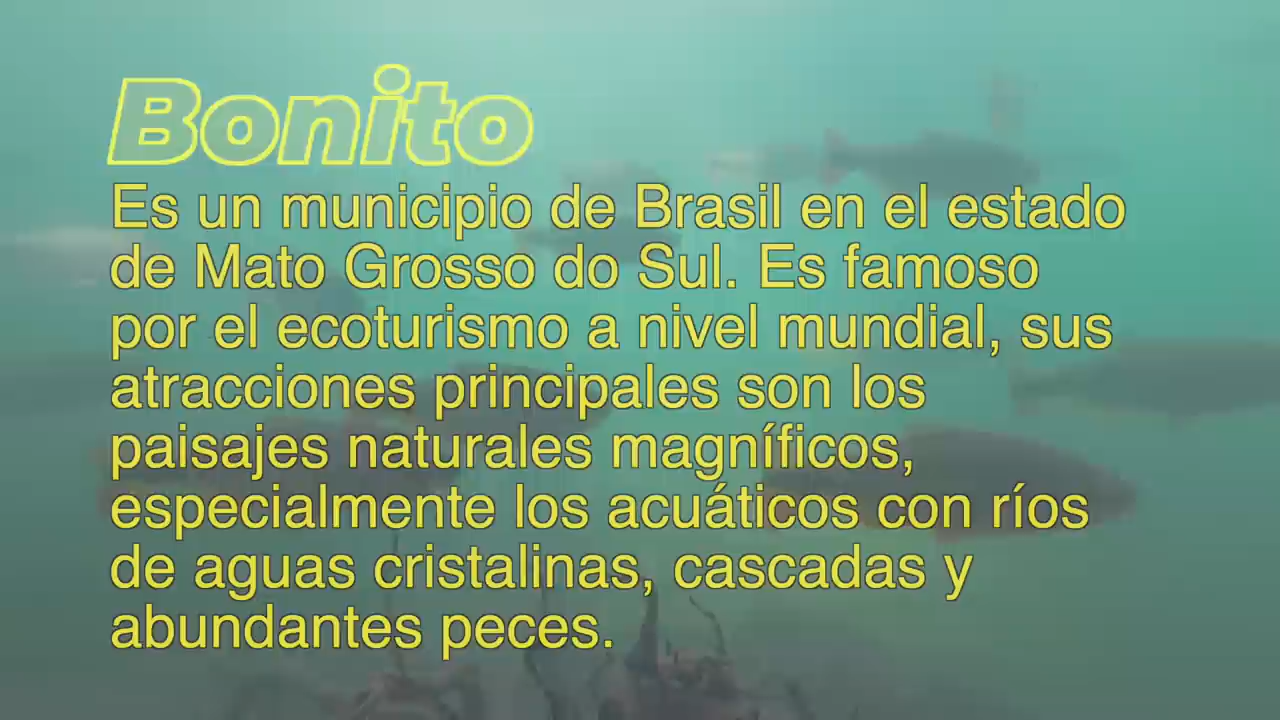 Bonito
Es un municipio de Brasil en el estado
de Mato Grosso do Sul. Es famoso
por el ecoturismo a nivel mundial, sus
atracciones principales son los
paisajes naturales magníficos,
especialmente los acuáticos con ríos
de aguas cristalinas, cascadas y
abundantes peces.